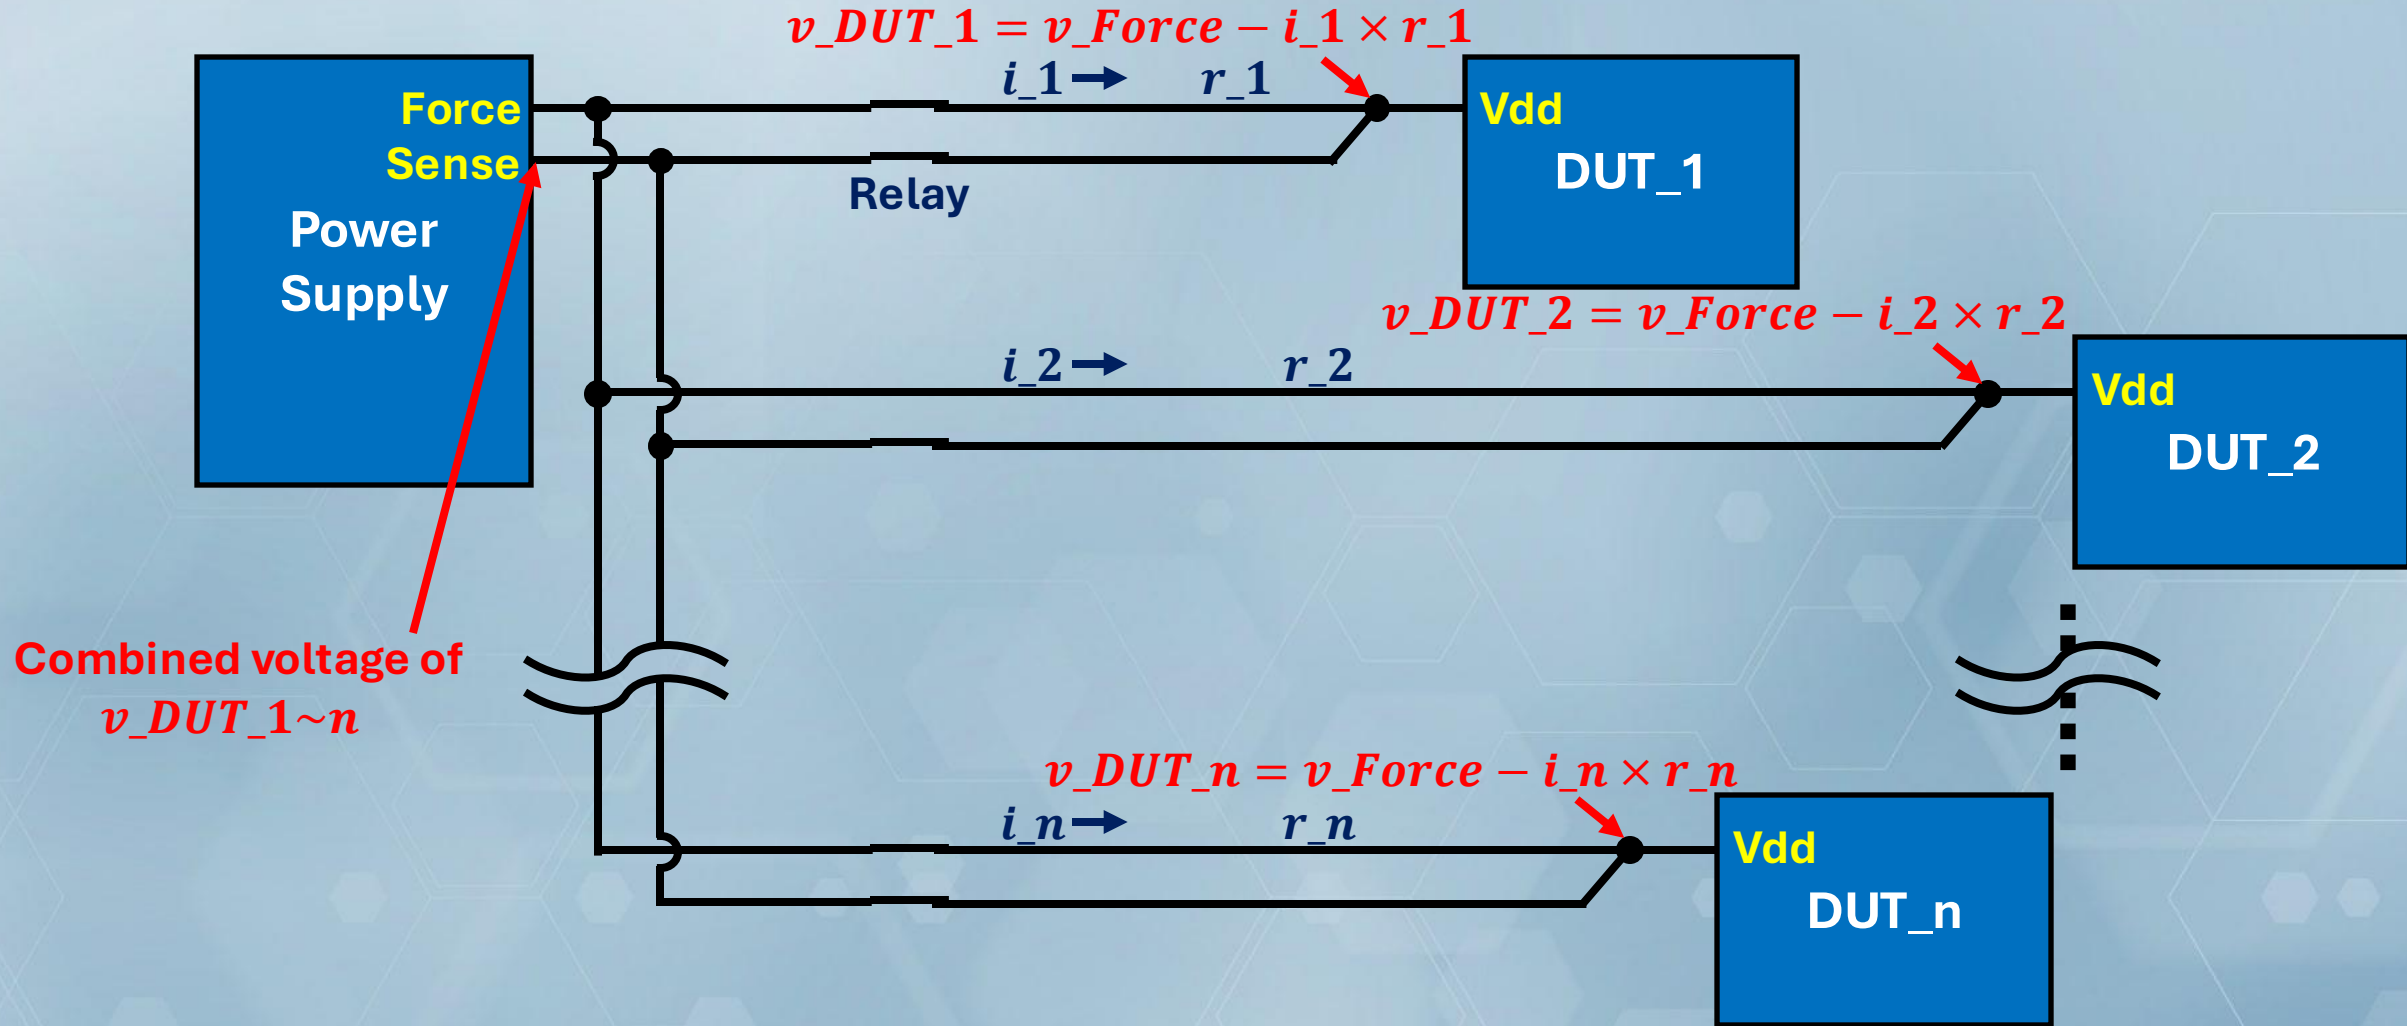 v_DUT_1 = v_Force − i_1 × r_1
i_1 r_1
Force
Sense
Power
Supply
Relay
Vdd
DUT_1
v_DUT_2 = v_Force − i_2 × r_2
i_2 r_2
Vdd
DUT_2
Combined voltage of
v_DUT_1~n
v_DUT_n = v_Force − i_n × r_n
i_n r_n
Vdd
DUT_n